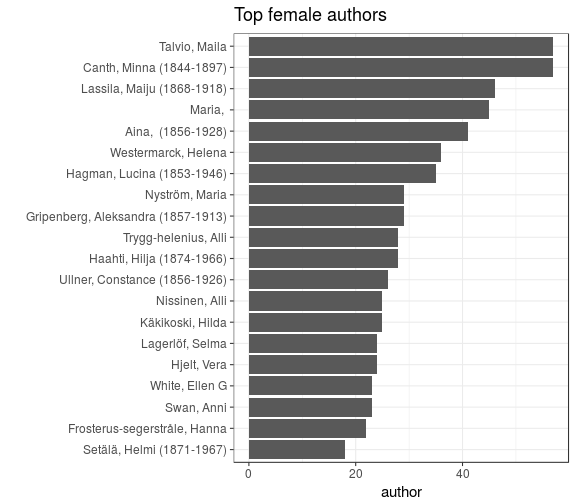 Top female authors
Talvio, Maila
Canth, Minna (1844-1897)
Lassila, Maiju (1868-1918)
Maria,
Aina,  (1856-1928)
Westermarck, Helena
Hagman, Lucina (1853-1946)
Nyström, Maria
Gripenberg, Aleksandra (1857-1913)
Trygg-helenius, Alli
Haahti, Hilja (1874-1966)
Ullner, Constance (1856-1926)
Nissinen, Alli
Käkikoski, Hilda
Lagerlöf, Selma
Hjelt, Vera
White, Ellen G
Swan, Anni
Frosterus-segerstråle, Hanna
Setälä, Helmi (1871-1967)
0 20 40
author